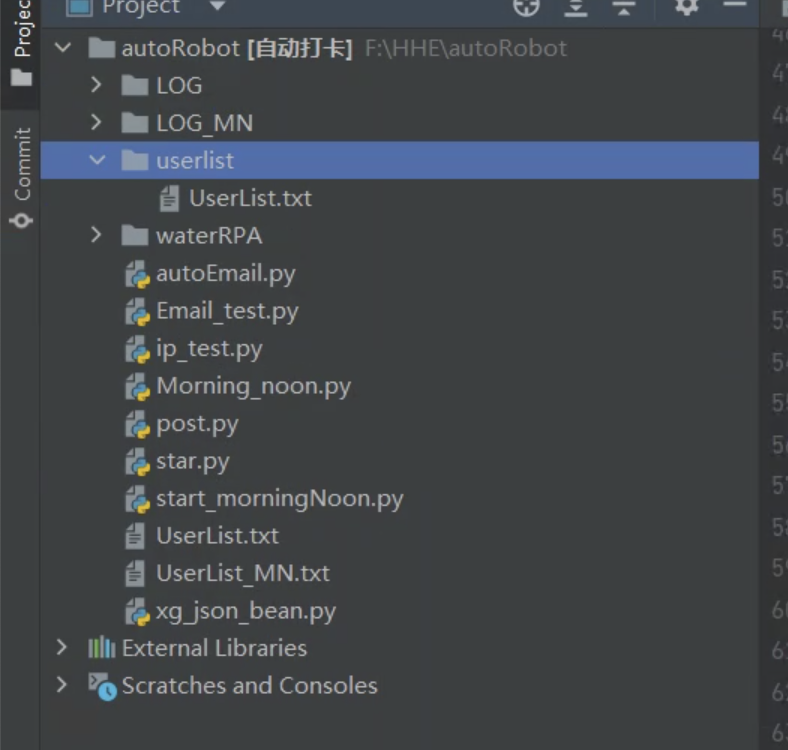 Project
Project
Commit
autoRobot [自动打卡] F:\HHE\autoRobot
LOG
LOG_MN
userlist
UserList.txt
waterRPA
autoEmail.py
Email_test.py
ip_test.py
Morning_noon.py
post.py
star.py
start_morningNoon.py
UserList.txt
UserList_MN.txt
xg_json_bean.py
External Libraries
Scratches and Consoles